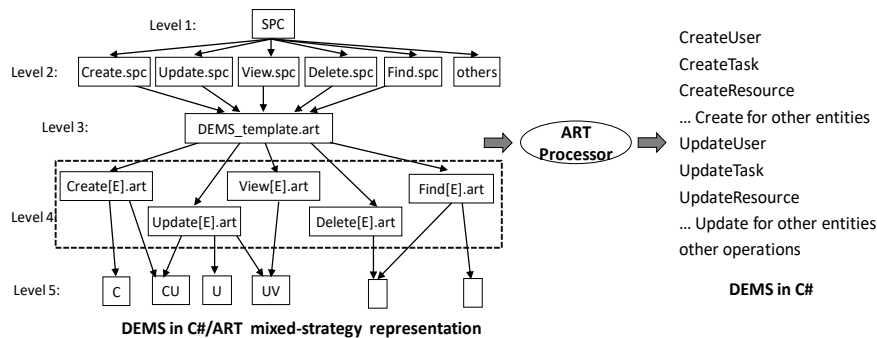 Level 1:
SPC
Level 2:
Create.spc
Update.spc
View.spc
Delete.spc
Find.spc
others
Level 3:
DEMS_template.art
Level 4:
Create[E].art
View[E].art
Find[E].art
Update[E].art
Delete[E].art
Level 5:
C
CU
U
UV
DEMS in C#/ART mixed-strategy representation
ART
Processor
CreateUser
CreateTask
CreateResource
... Create for other entities
UpdateUser
UpdateTask
UpdateResource
... Update for other entities
other operations
DEMS in C#